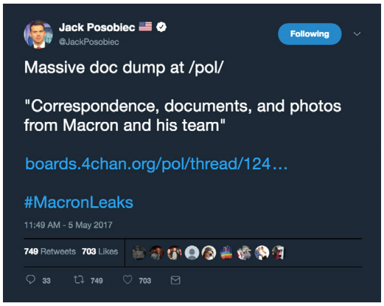 Jack Posobiec
@JackPosobiec
Following
Massive doc dump at /pol/
"Correspondence, documents, and photos
from Macron and his team"
boards.4chan.org/pol/thread/124…
#MacronLeaks
11:49 AM - 5 May 2017
749 Retweets 703 Likes
33 749 703